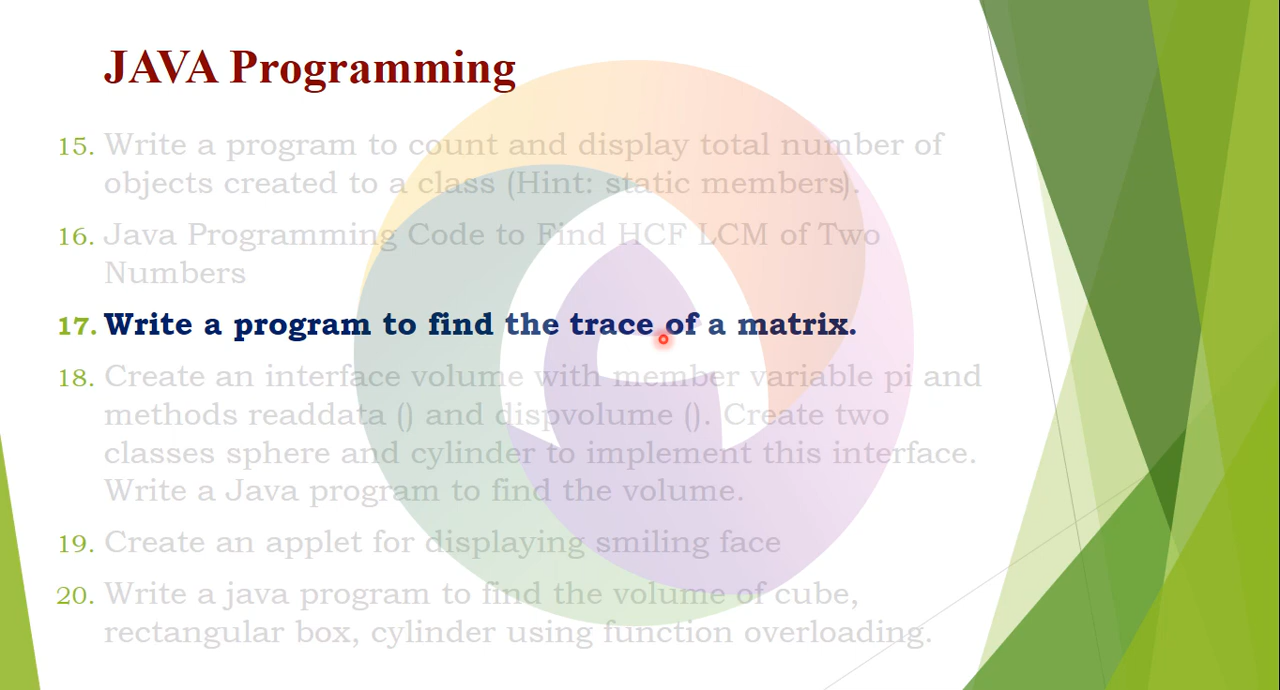 JAVA Programming
15. Write a program to count and display total number of
objects created to a class (Hint: static members).
16. Java Programming Code to Find HCF LCM of Two
Numbers
17. Write a program to find the trace of a matrix.
18. Create an interface volume with member variable pi and
methods readdata () and dispvolume (). Create two
classes sphere and cylinder to implement this interface.
Write a Java program to find the volume.
19. Create an applet for displaying smiling face
20. Write a java program to find the volume of cube,
rectangular box, cylinder using function overloading.